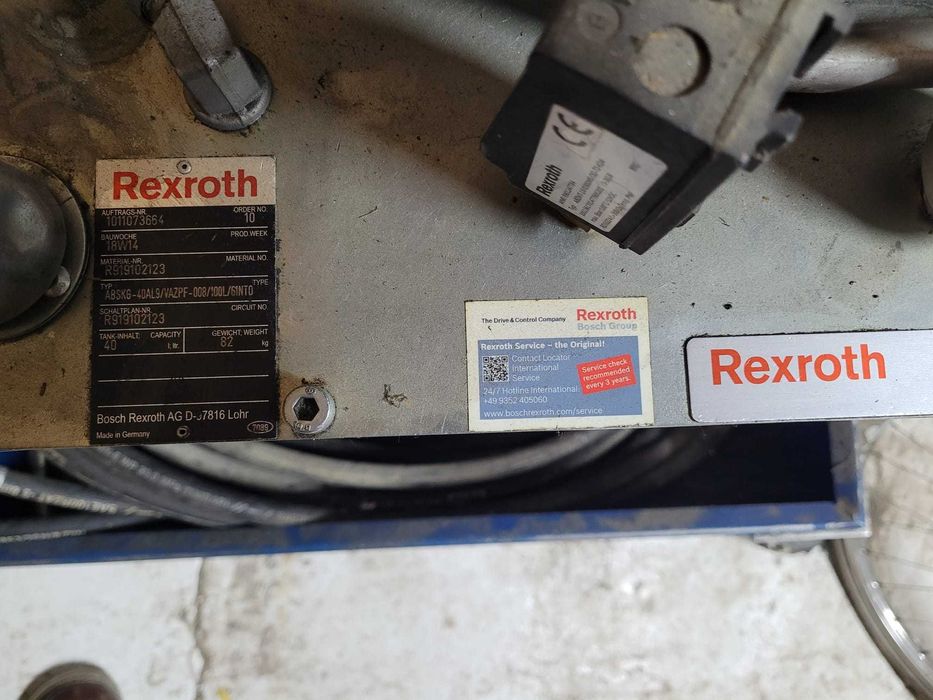 Rexroth
AUFTRAGS-NR. ORDER NO.
1011073664 10
BAUWOCHE PROD.WEEK
18W14
MATERIAL-NR. MATERIAL NO.
R919102123
TYP TYPE
ABSKG-40AL9/VAZPF-008/100L/61NT0
SCHALTPLAN-NR. CIRCUIT NO.
R919102123
TANK-INHALT; CAPACITY GEWICHT; WEIGHT
40 l; ltr. 82 kg
Bosch Rexroth AG D-97816 Lohr
Made in Germany
7089
CE
Rexroth
The Drive & Control Company
Rexroth
Bosch Group
Rexroth Service – the Original!
Contact Locator
International
Service
Service check
recommended
every 3 years.
24/7 Hotline International:
+49 9352 405060
www.boschrexroth.com/service
Rexroth